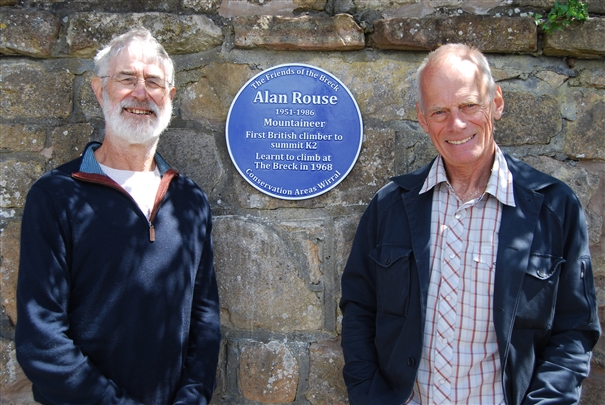 The Friends of the Breck
Alan Rouse
1951-1986
Mountaineer
First British climber to
summit K2
Learnt to climb at
The Breck in 1968
Conservation Areas Wirral